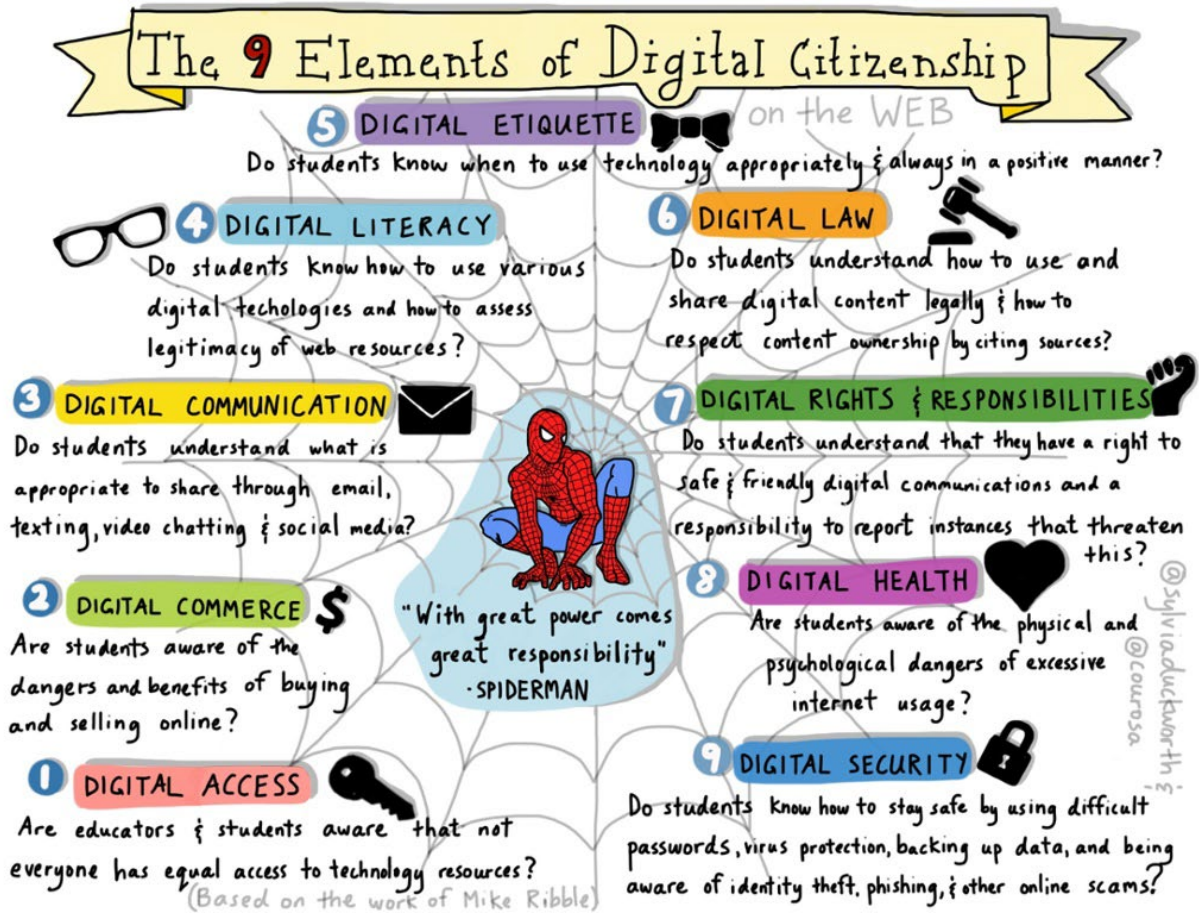 The 9 Elements of Digital Citizenship
on the WEB
5 DIGITAL ETIQUETTE
Do students know when to use technology appropriately & always in a positive manner?
4 DIGITAL LITERACY
Do students know how to use various
digital techologies and how to assess
legitimacy of web resources?
6 DIGITAL LAW
Do students understand how to use and
share digital content legally & how to
respect content ownership by citing sources?
3 DIGITAL COMMUNICATION
Do students understand what is
appropriate to share through email,
texting, video chatting & social media?
7 DIGITAL RIGHTS & RESPONSIBILITIES
Do students understand that they have a right to
safe & friendly digital communications and a
responsibility to report instances that threaten
this?
2 DIGITAL COMMERCE
$
Are students aware of the
dangers and benefits of buying
and selling online?
"With great power comes
great responsibility"
- SPIDERMAN
8 DIGITAL HEALTH
Are students aware of the physical and
psychological dangers of excessive
internet usage?
1 DIGITAL ACCESS
Are educators & students aware that not
everyone has equal access to technology resources?
(Based on the work of Mike Ribble)
9 DIGITAL SECURITY
Do students know how to stay safe by using difficult
passwords, virus protection, backing up data, and being
aware of identity theft, phishing, & other online scams?
@sylviaduckworth &
@courosa